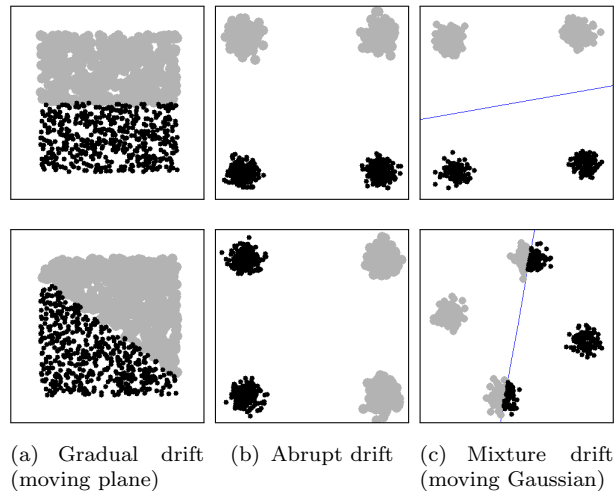 (a) Gradual drift
(moving plane)
(b) Abrupt drift
(c) Mixture drift
(moving Gaussian)